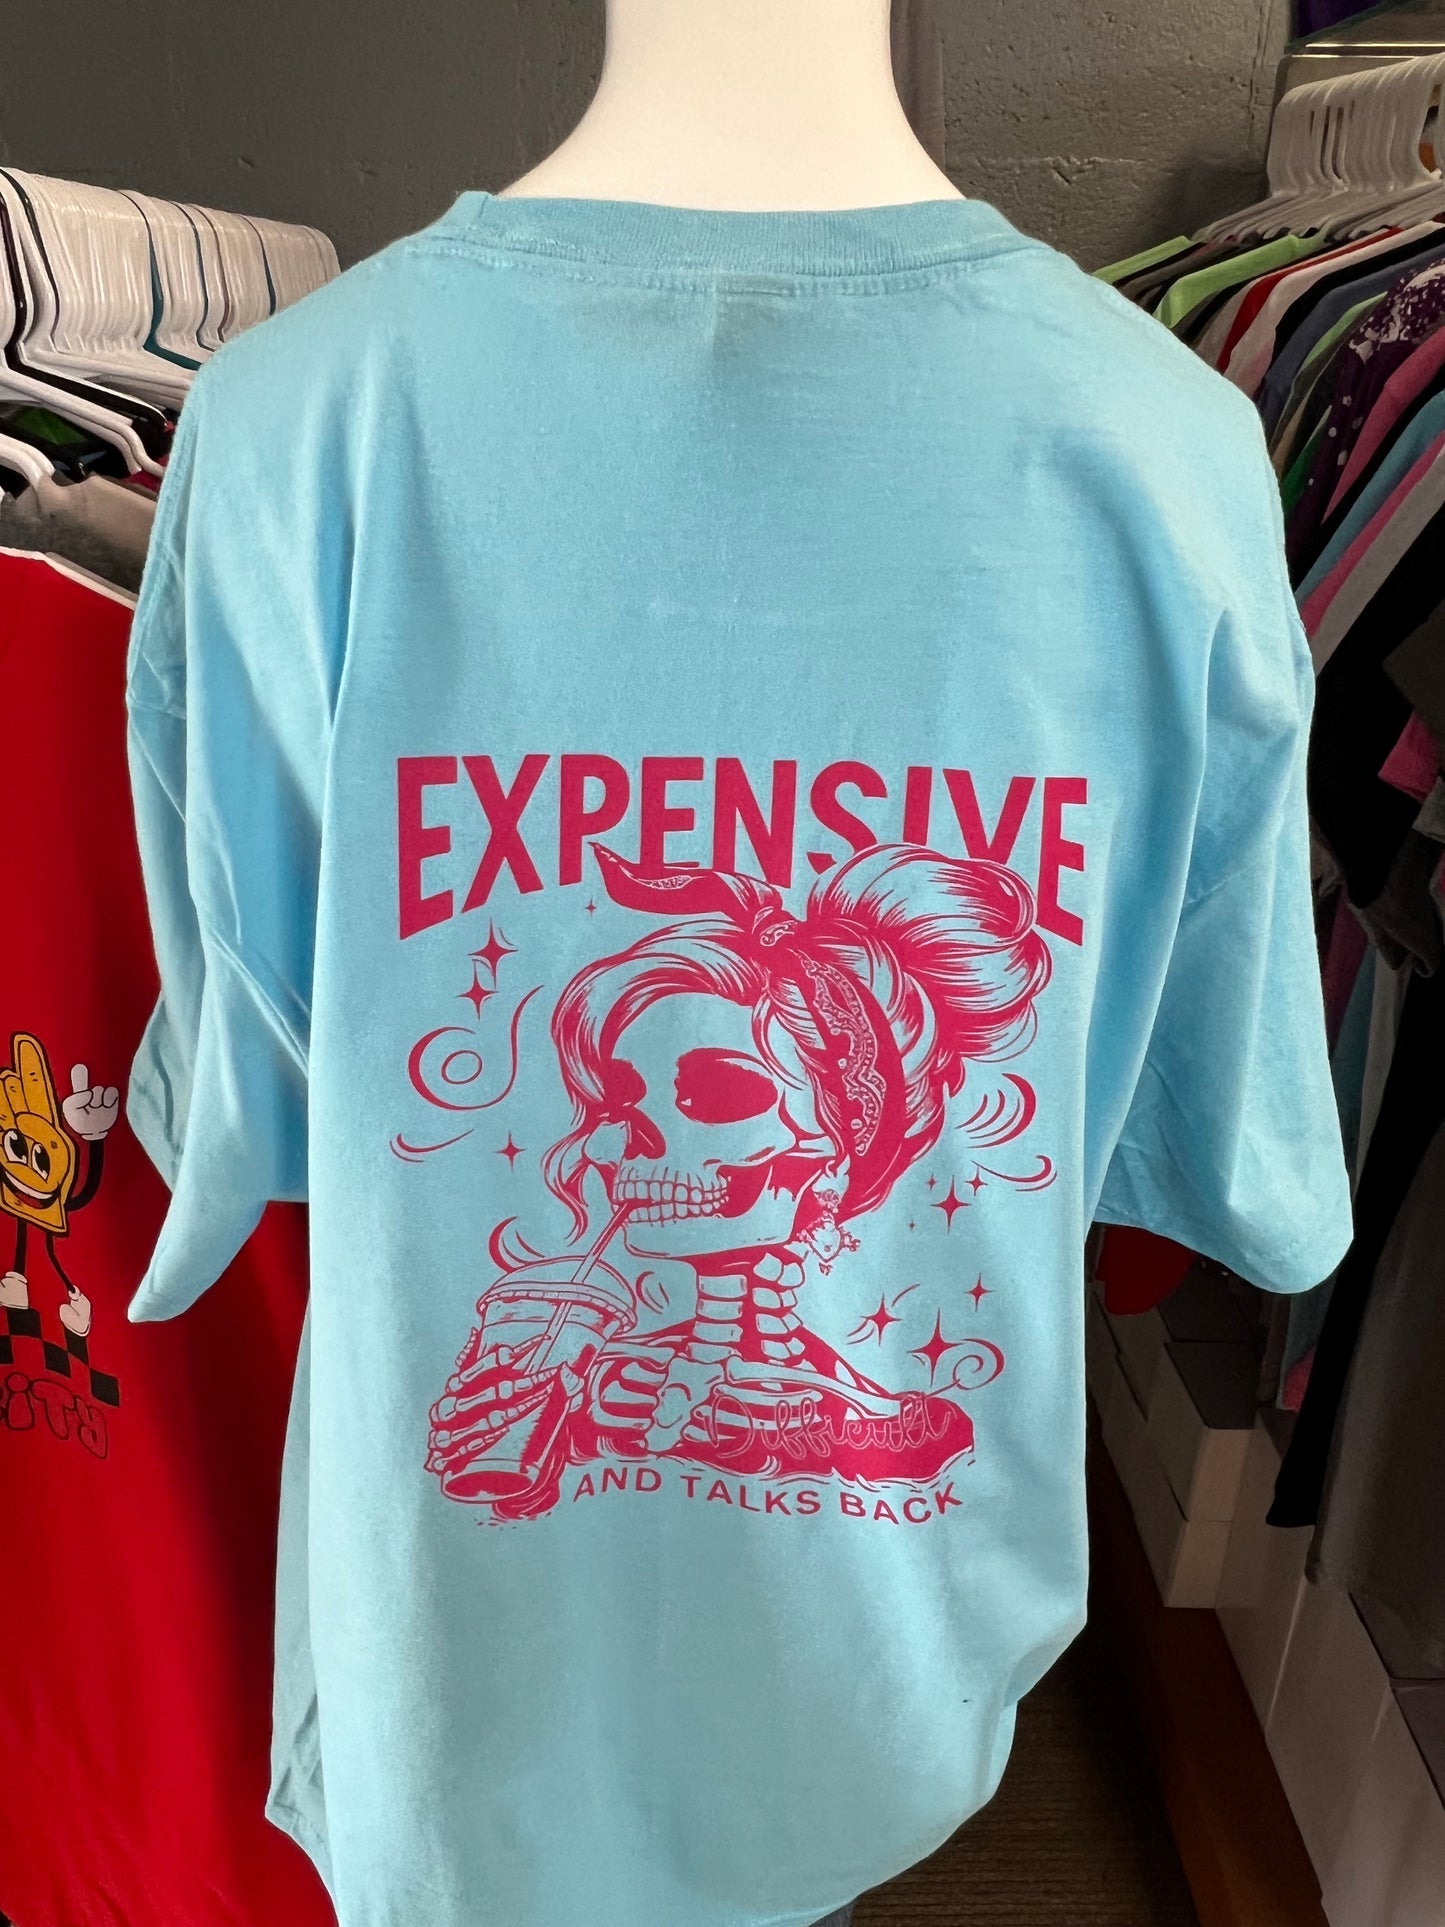 EXPENSIVE
Difficult
AND TALKS BACK